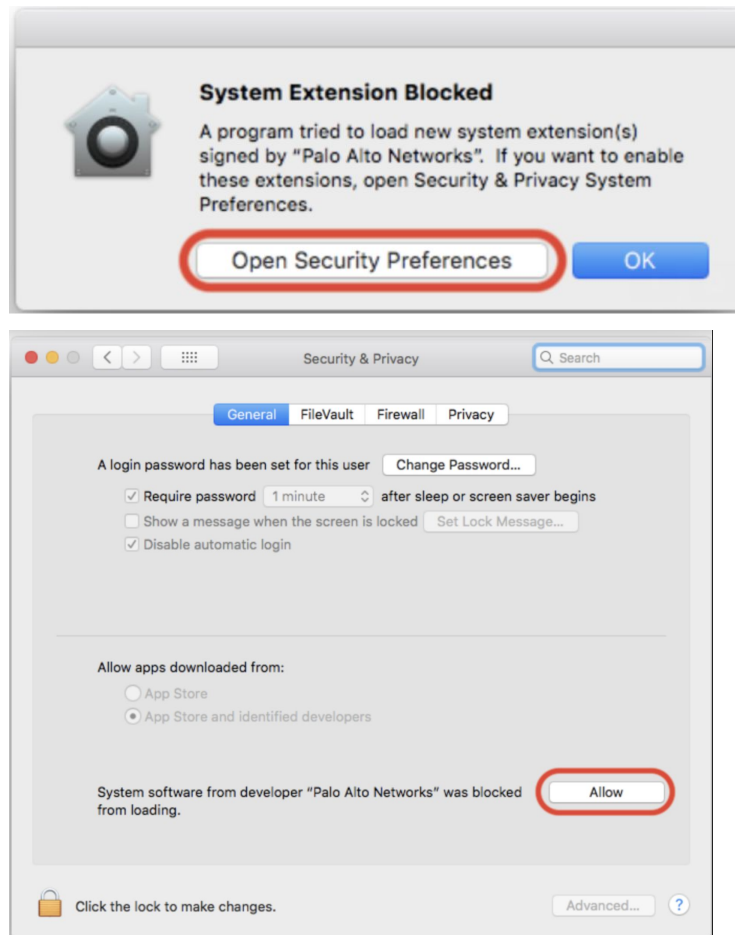 System Extension Blocked
A program tried to load new system extension(s)
signed by “Palo Alto Networks”.  If you want to enable
these extensions, open Security & Privacy System
Preferences.
Open Security Preferences
OK
Security & Privacy
Search
General
FileVault
Firewall
Privacy
A login password has been set for this user
Change Password...
Require password
1 minute
after sleep or screen saver begins
Show a message when the screen is locked
Set Lock Message...
Disable automatic login
Allow apps downloaded from:
App Store
App Store and identified developers
System software from developer “Palo Alto Networks” was blocked
from loading.
Allow
Click the lock to make changes.
Advanced...
?